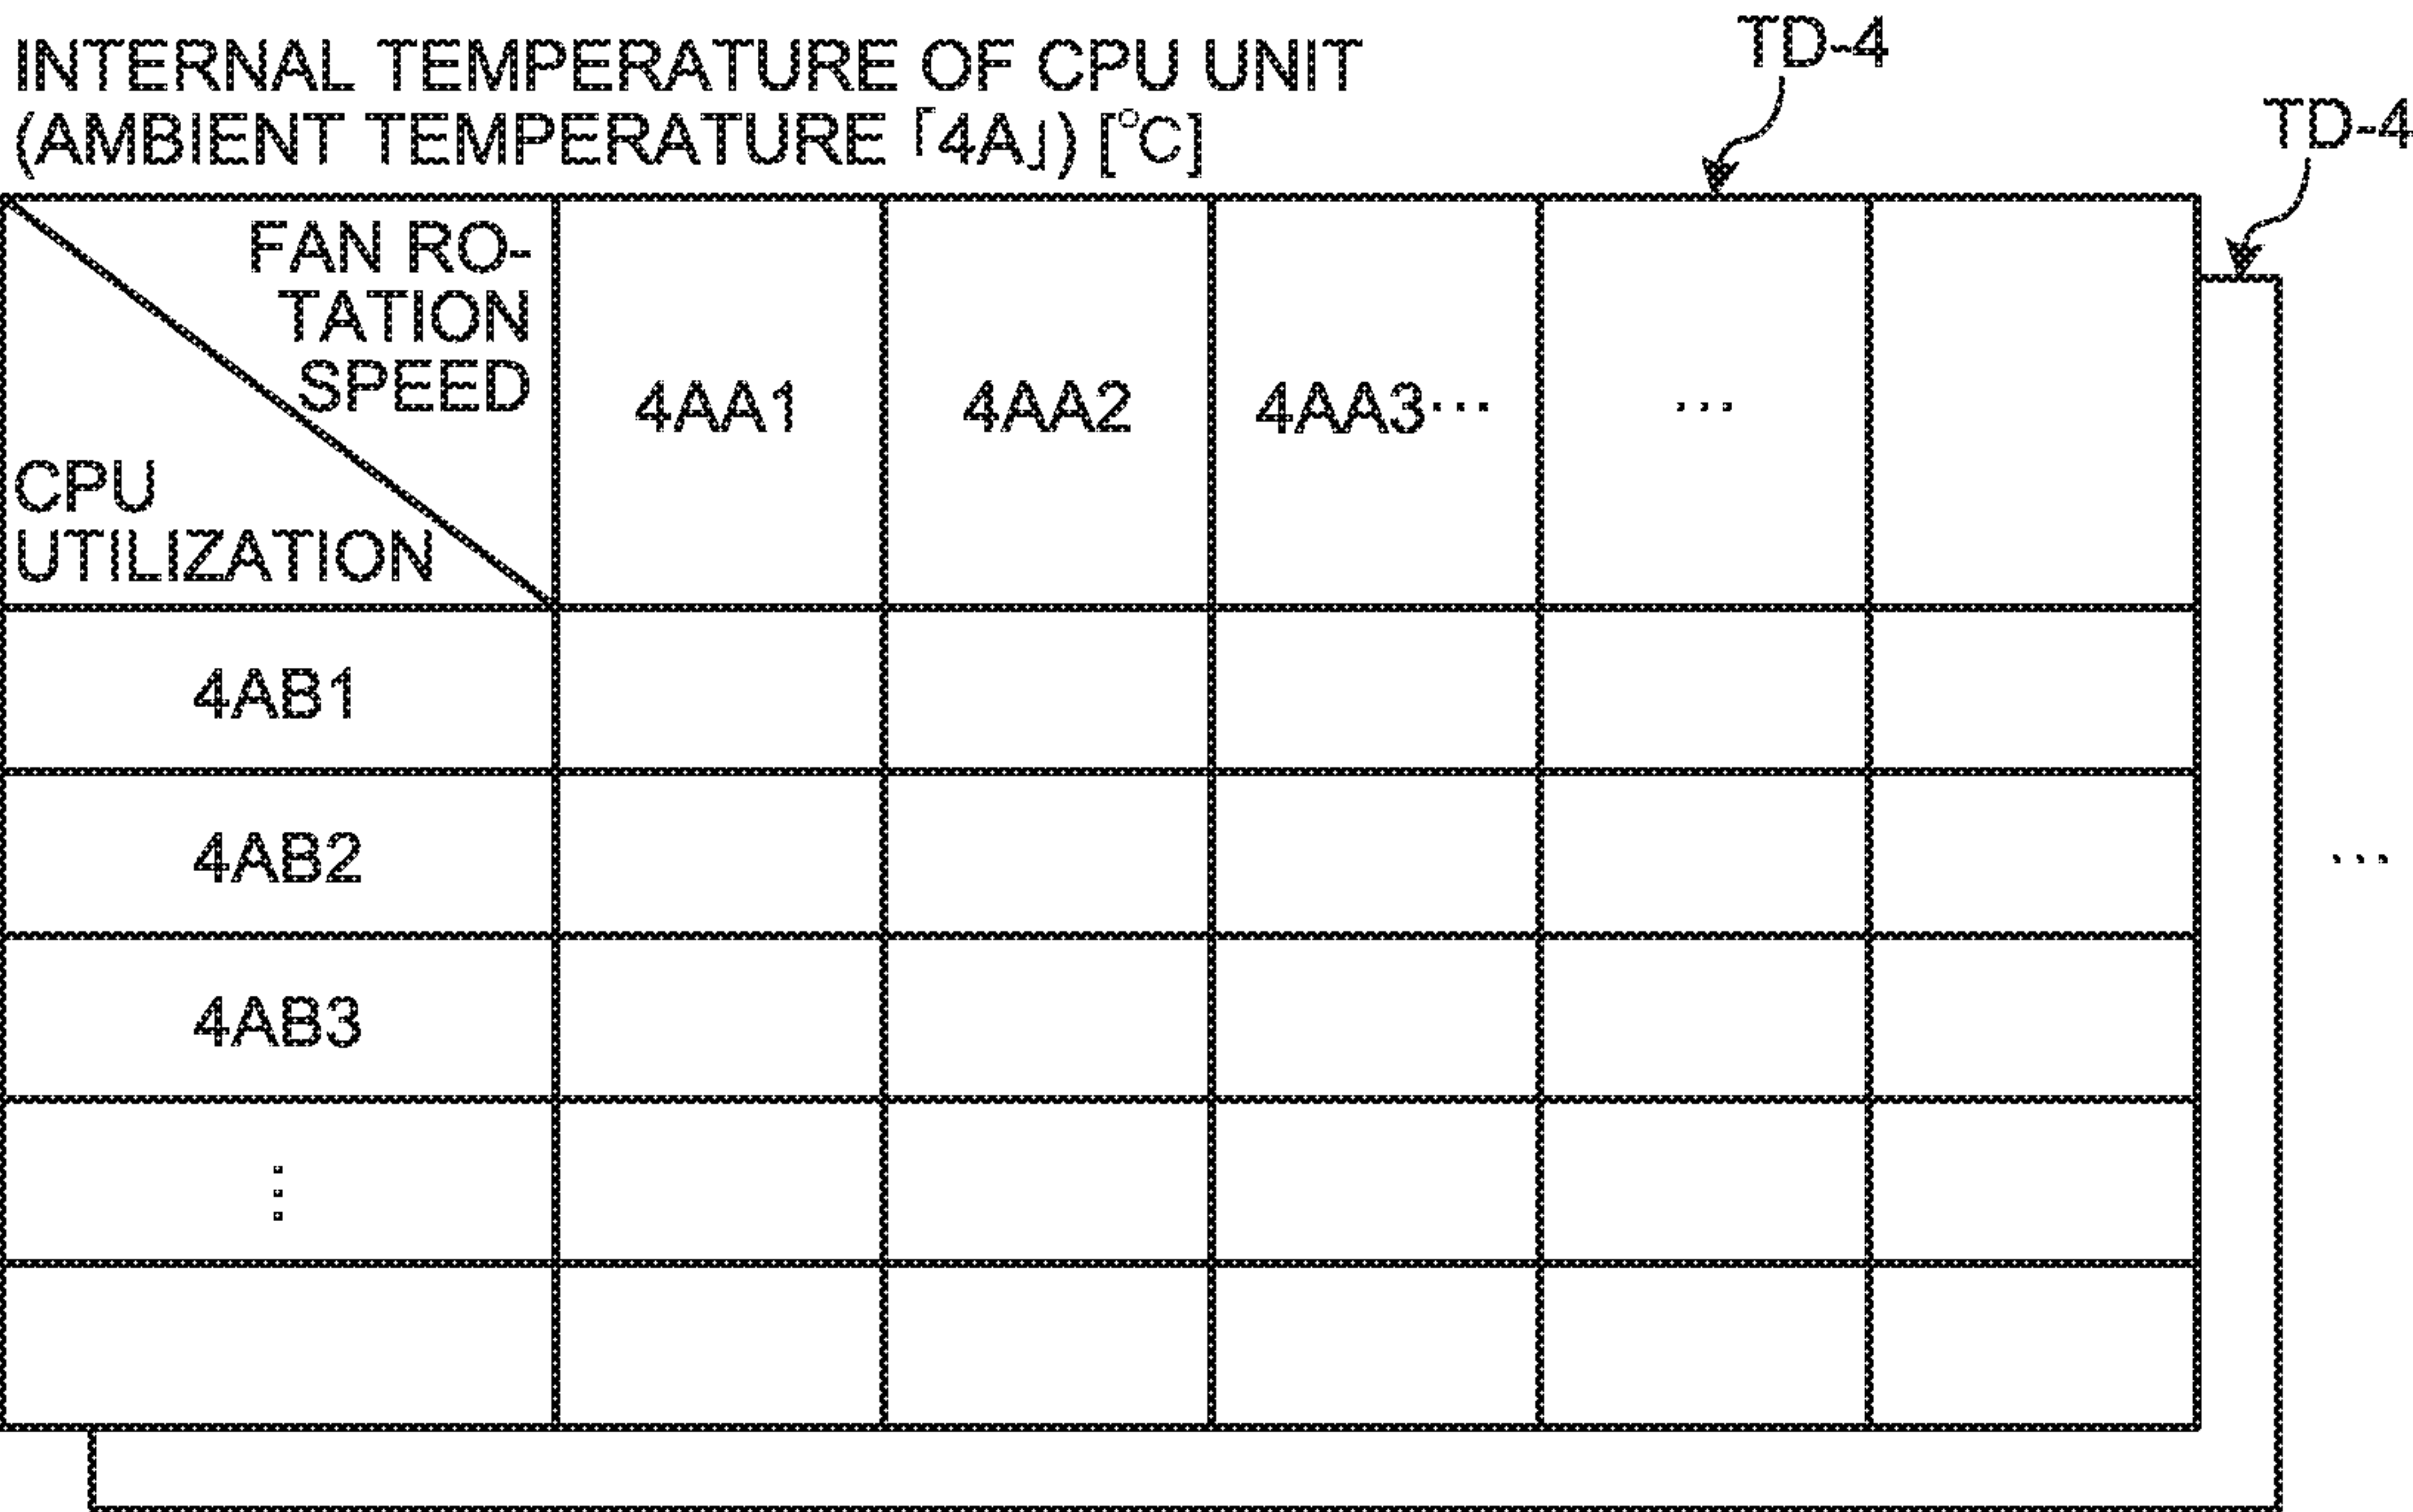 INTERNAL TEMPERATURE OF CPU UNIT
(AMBIENT TEMPERATURE「4A」) [°C]
TD-4
TD-4
FAN RO-
TATION
SPEED
CPU
UTILIZATION
4AA1
4AA2
4AA3…
…
4AB1
4AB2
…
4AB3
⋮